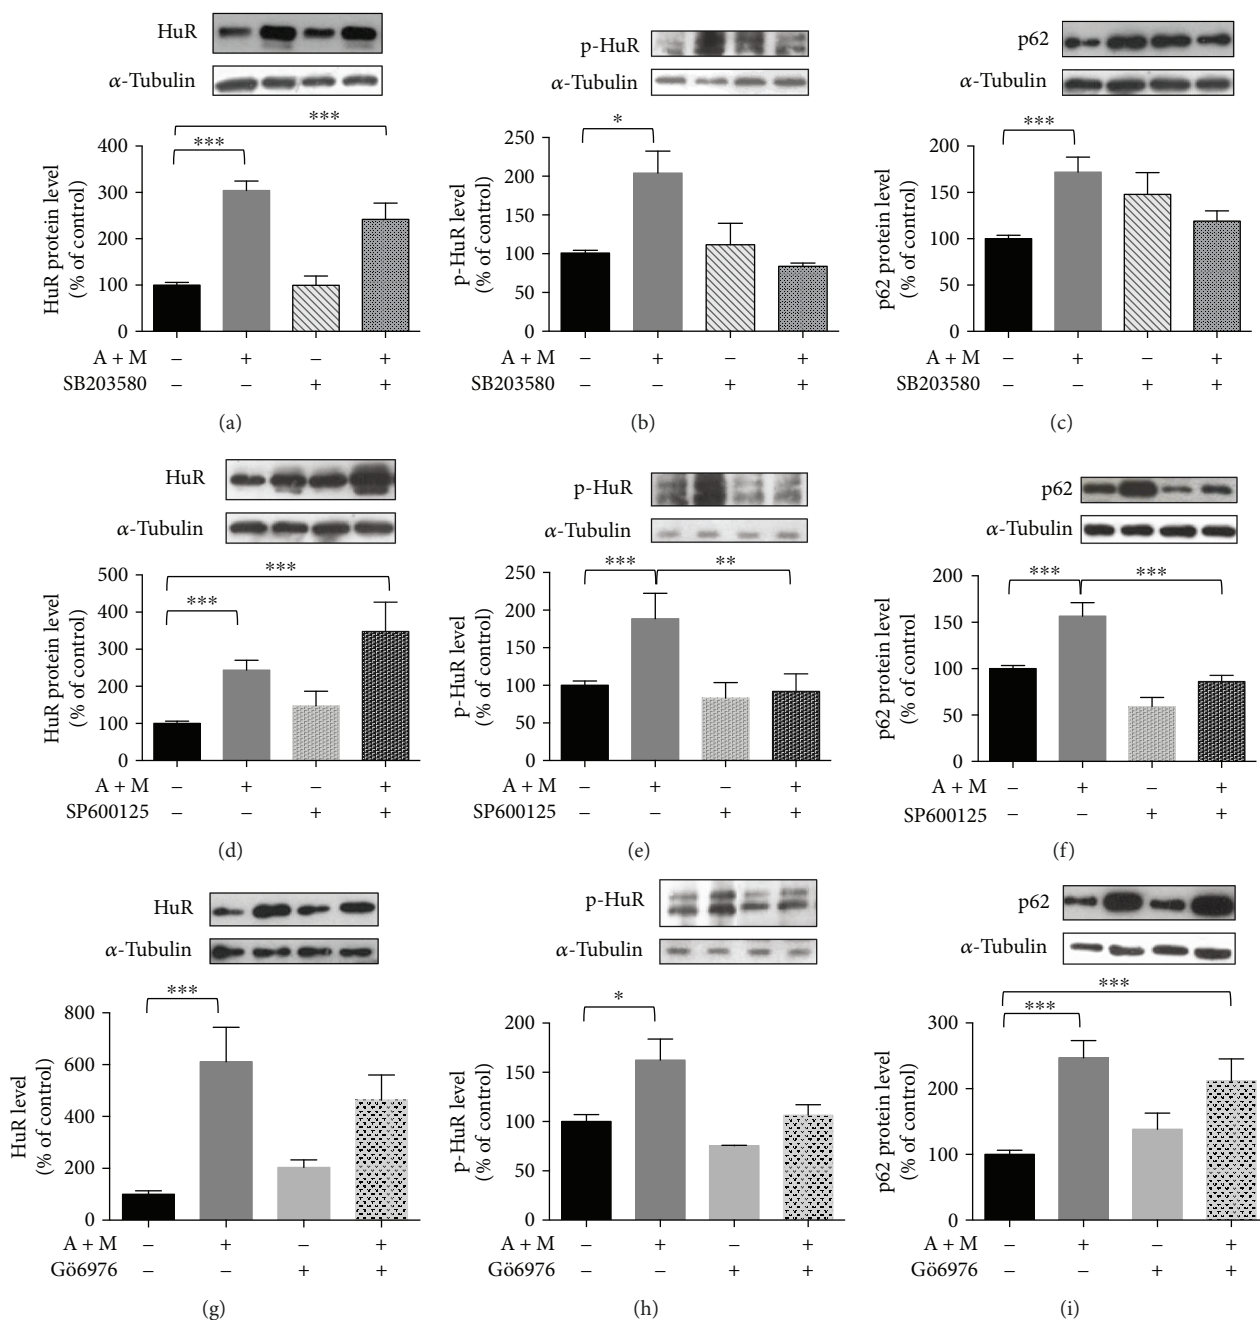 HuR
α-Tubulin
***
***
400
300
200
100
0
HuR protein level
(% of control)
A + M – + – +
SB203580 – – + +
(a)
p-HuR
α-Tubulin
*
250
200
150
100
50
0
p-HuR level
(% of control)
A + M – + – +
SB203580 – – + +
(b)
p62
α-Tubulin
***
200
150
100
50
0
p62 protein level
(% of control)
A + M – + – +
SB203580 – – + +
(c)
HuR
α-Tubulin
***
***
500
400
300
200
100
0
HuR protein level
(% of control)
A + M – + – +
SP600125 – – + +
(d)
p-HuR
α-Tubulin
*** **
250
200
150
100
50
0
p-HuR level
(% of control)
A + M – + – +
SP600125 – – + +
(e)
p62
α-Tubulin
*** ***
200
150
100
50
0
p62 protein level
(% of control)
A + M – + – +
SP600125 – – + +
(f)
HuR
α-Tubulin
***
800
600
400
200
0
HuR level
(% of control)
A + M – + – +
Gö6976 – – + +
(g)
p-HuR
α-Tubulin
*
200
150
100
50
0
p-HuR level
(% of control)
A + M – + – +
Gö6976 – – + +
(h)
p62
α-Tubulin
***
***
300
200
100
0
p62 protein level
(% of control)
A + M – + – +
Gö6976 – – + +
(i)